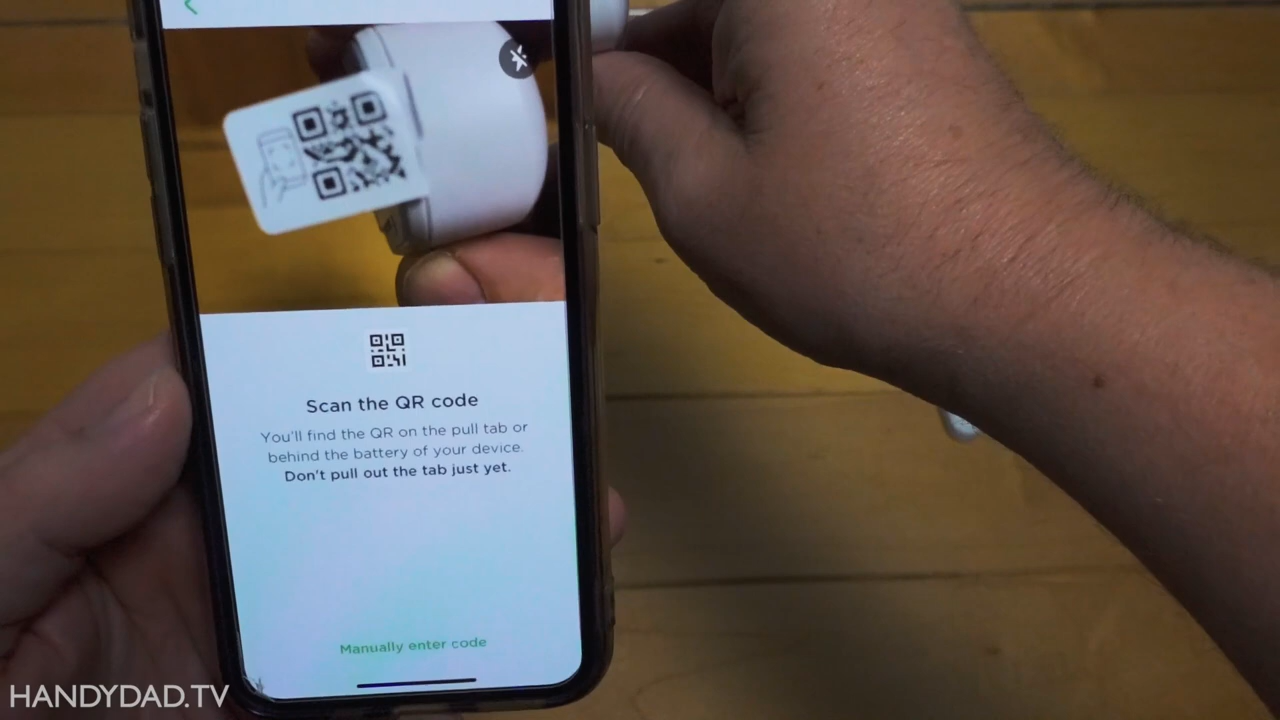 Scan the QR code
You'll find the QR on the pull tab or
behind the battery of your device.
Don't pull out the tab just yet.
Manually enter code
HANDYDAD.TV